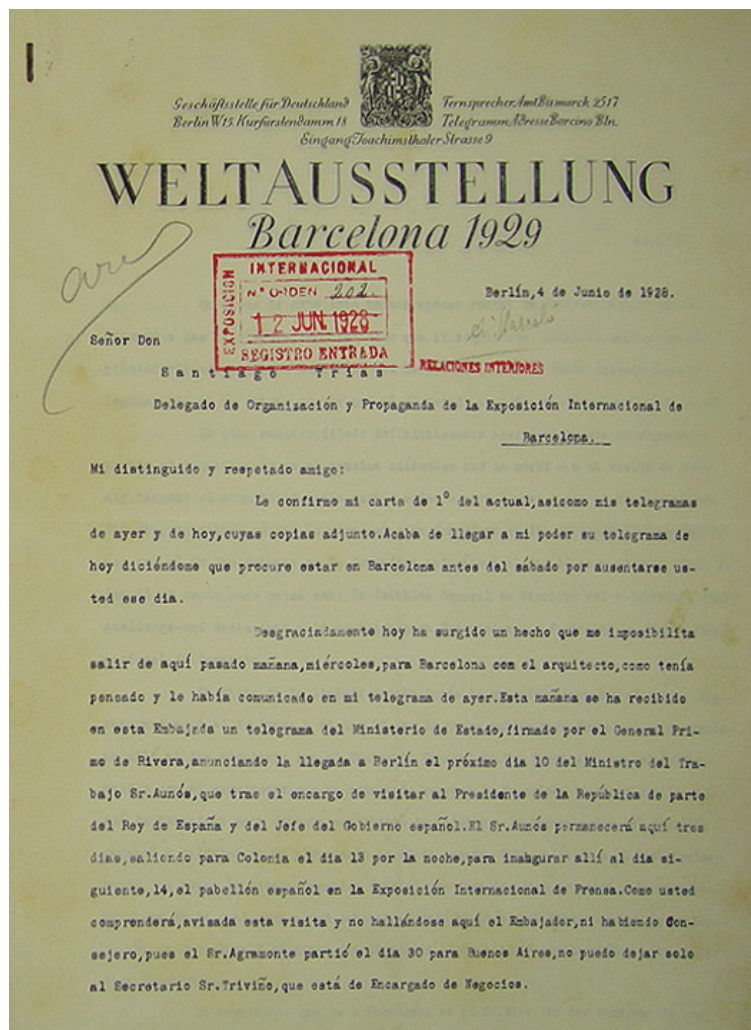 Geschäftsstelle für Deutschland
Berlin W15. Kurfürstendamm 18
Fernsprecher: Amt Bismarck 2517
Telegramm Adresse Barcino Bln.
Eingang Joachimsthaler Strasse 9
WELTAUSSTELLUNG
Barcelona 1929
EXPOSICION
INTERNACIONAL
Nº ORDEN 202.
12 JUN. 1928
REGISTRO ENTRADA
Berlín,4 de Junio de 1928.
RELACIONES INTERIORES
Señor Don
Santiago Trias
Delegado de Organización y Propaganda de la Exposición Internacional de
Barcelona.
Mi distinguido y respetado amigo:
Le confirmo mi carta de 1º del actual,asicomo mis telegramas
de ayer y de hoy,cuyas copias adjunto.Acaba de llegar a mi poder su telegrama de
hoy diciéndome que procure estar en Barcelona antes del sábado por ausentarse us-
ted ese dia.
Desgraciadamente hoy ha surgido un hecho que me imposibilita
salir de aquí pasado mañana,miércoles,para Barcelona com el arquitecto,como tenía
pensado y le había comunicado en mi telegrama de ayer.Esta mañana se ha recibido
en esta Embajada un telegrama del Ministerio de Estado,firmado por el General Pri-
mo de Rivera,anunciando la llegada a Berlín el próximo dia 10 del Ministro del Tra-
bajo Sr.Aunós,que trae el encargo de visitar al Presidente de la República de parte
del Rey de España y del Jefe del Gobierno español.El Sr.Aunós permanecerá aquí tres
dias,saliendo para Colonia el dia 13 por la noche,para inaugurar allí al dia si-
guiente,14,el pabellón español en la Exposición Internacional de Prensa.Como usted
comprenderá,avisada esta visita y no hallándose aquí el Embajador,ni habiendo Con-
sejero,pues el Sr.Agramonte partió el dia 30 para Buenos Aires,no puedo dejar solo
al Secretario Sr.Triviño,que está de Encargado de Negocios.